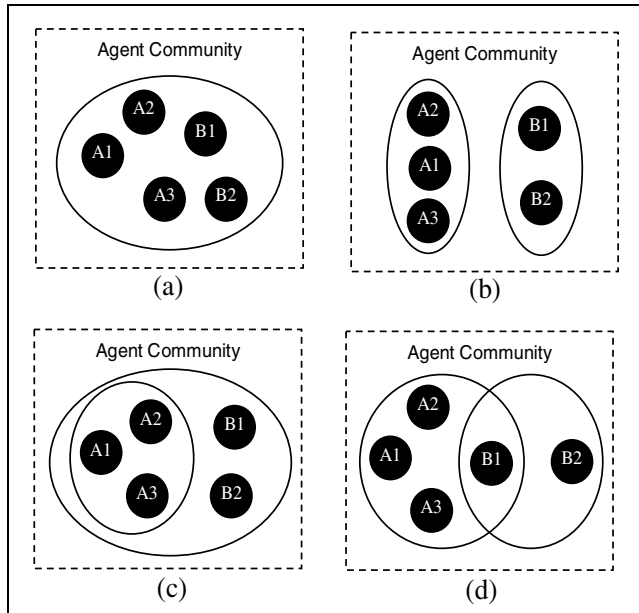 Agent Community
A2
B1
A1
A3
B2
(a)
Agent Community
A2
B1
A1
B2
A3
(b)
Agent Community
A2
B1
A1
A3
B2
(c)
Agent Community
A2
A1
B1
B2
A3
(d)